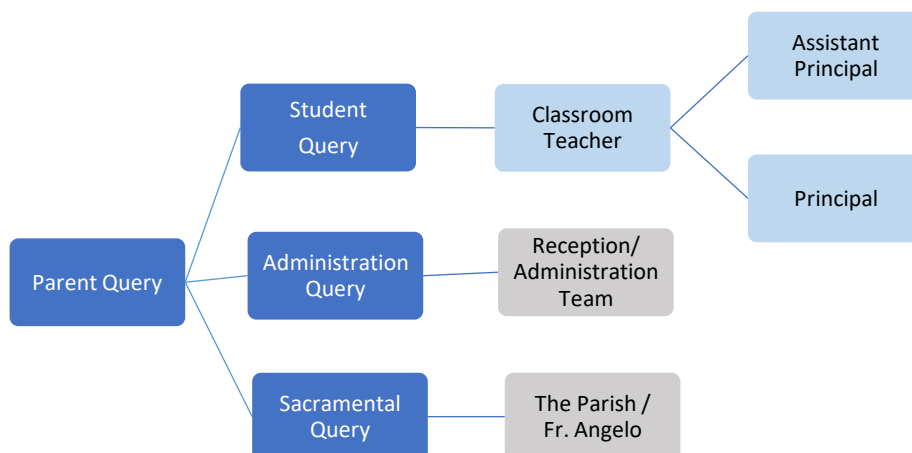 Assistant
Principal
Student
Query
Classroom
Teacher
Principal
Parent Query
Administration
Query
Reception/
Administration
Team
Sacramental
Query
The Parish /
Fr. Angelo